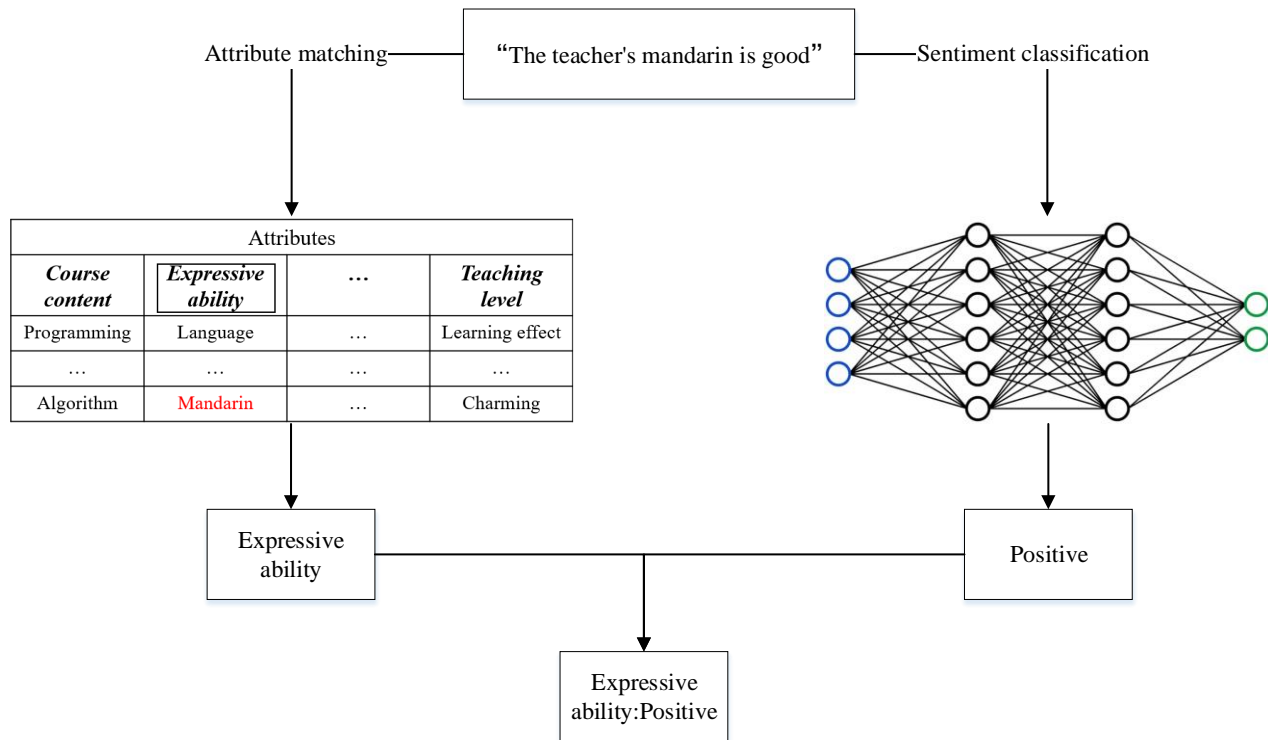 Attribute matching
“The teacher's mandarin is good”
Sentiment classification
Attributes
Course content
Expressive ability
…
Teaching level
Programming
Language
…
Learning effect
…
…
…
…
Algorithm
Mandarin
…
Charming
Expressive
ability
Positive
Expressive
ability:Positive